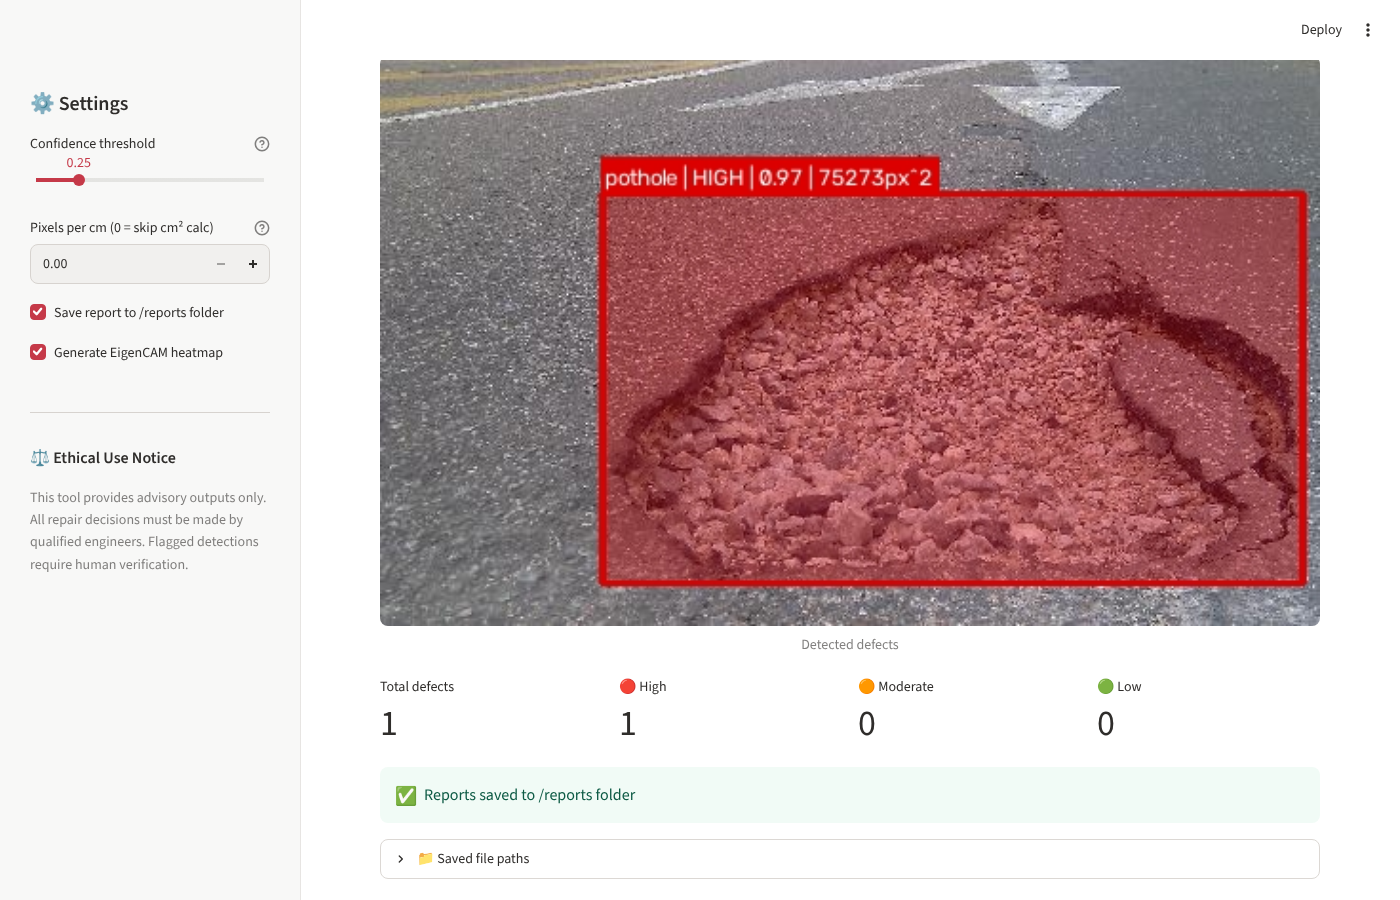 Deploy
⚙️ Settings
Confidence threshold
0.25
Pixels per cm (0 = skip cm² calc)
0.00
Save report to /reports folder
Generate EigenCAM heatmap
⚖️ Ethical Use Notice
This tool provides advisory outputs only.
All repair decisions must be made by
qualified engineers. Flagged detections
require human verification.
pothole | HIGH | 0.97 | 75273px^2
Detected defects
Total defects
🔴 High
🟠 Moderate
🟢 Low
1
1
0
0
✅ Reports saved to /reports folder
📁 Saved file paths